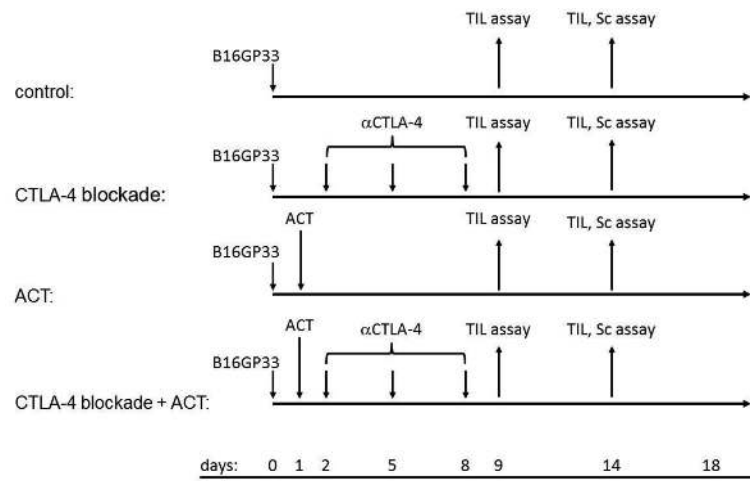 TIL assay TIL, Sc assay
B16GP33
control:
αCTLA-4 TIL assay TIL, Sc assay
B16GP33
CTLA-4 blockade:
ACT TIL assay TIL, Sc assay
B16GP33
ACT:
ACT αCTLA-4 TIL assay TIL, Sc assay
B16GP33
CTLA-4 blockade + ACT:
days: 0 1 2 5 8 9 14 18